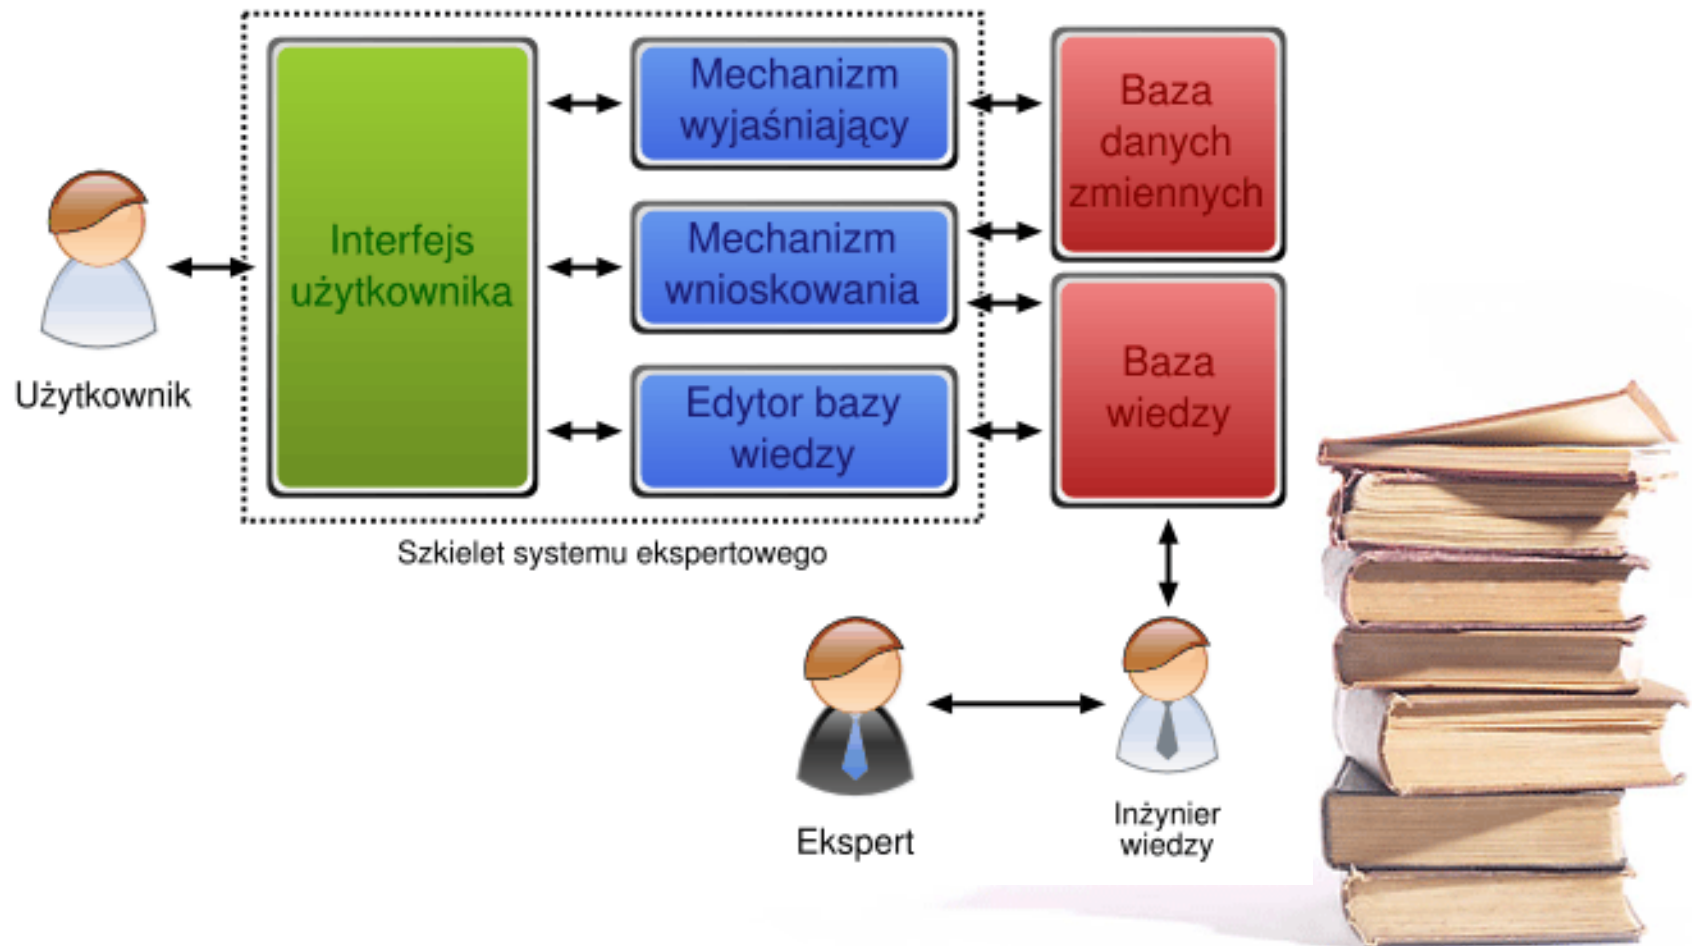 Mechanizm
wyjaśniający
Baza
danych
zmiennych
Interfejs
użytkownika
Mechanizm
wnioskowania
Użytkownik
Edytor bazy
wiedzy
Baza
wiedzy
Szkielet systemu ekspertowego
Ekspert
Inżynier
wiedzy